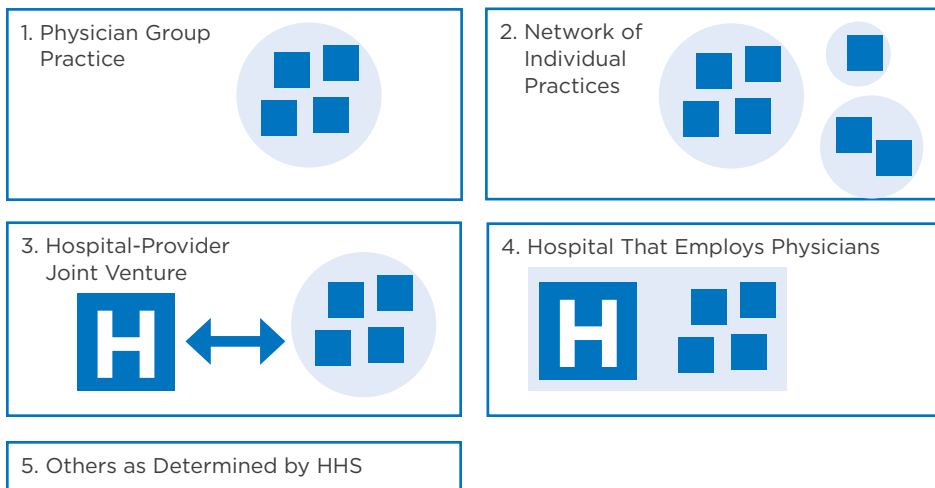 1. Physician Group
Practice
2. Network of
Individual
Practices
3. Hospital-Provider
Joint Venture
H
4. Hospital That Employs Physicians
H
5. Others as Determined by HHS